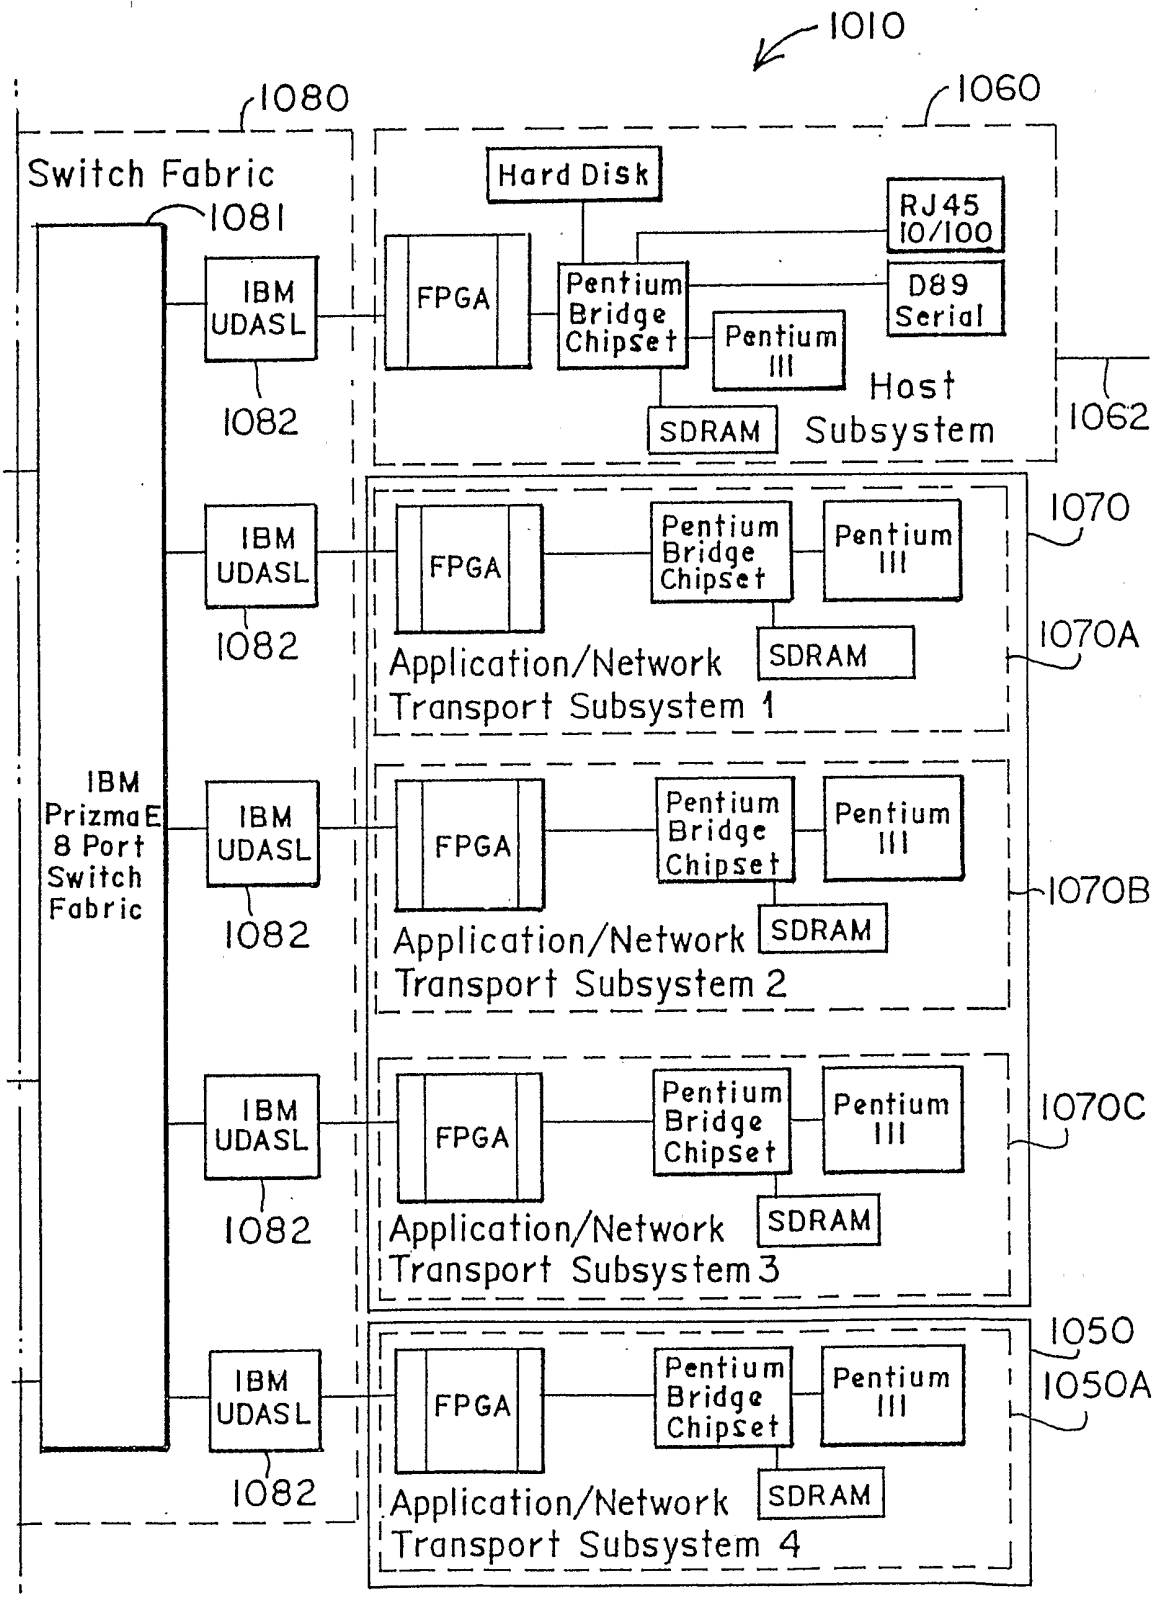 1010
1080
1060
Switch Fabric
1081
Hard Disk
RJ45
10/100
IBM
UDASL
FPGA
Pentium
Bridge
Chipset
D89
Serial
Pentium
III
1082
SDRAM
Host
Subsystem
1062
IBM
UDASL
FPGA
Pentium
Bridge
Chipset
Pentium
III
1070
1082
SDRAM
1070A
Application/Network
Transport Subsystem 1
IBM
PrizmaE
8 Port
Switch
Fabric
IBM
UDASL
FPGA
Pentium
Bridge
Chipset
Pentium
III
1070B
1082
SDRAM
Application/Network
Transport Subsystem 2
IBM
UDASL
FPGA
Pentium
Bridge
Chipset
Pentium
III
1070C
1082
SDRAM
Application/Network
Transport Subsystem 3
1050
IBM
UDASL
FPGA
Pentium
Bridge
Chipset
Pentium
III
1050A
1082
SDRAM
Application/Network
Transport Subsystem 4